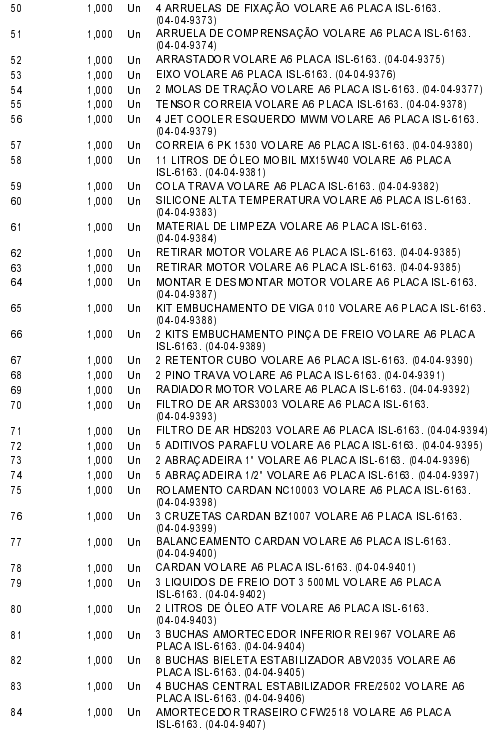 50 1,000 Un 4 ARRUELAS DE FIXAÇÃO VOLARE A6 PLACA ISL-6163.
(04-04-9373)
51 1,000 Un ARRUELA DE COMPRENSAÇÃO VOLARE A6 PLACA ISL-6163.
(04-04-9374)
52 1,000 Un ARRASTADOR VOLARE A6 PLACA ISL-6163. (04-04-9375)
53 1,000 Un EIXO VOLARE A6 PLACA ISL-6163. (04-04-9376)
54 1,000 Un 2 MOLAS DE TRAÇÃO VOLARE A6 PLACA ISL-6163. (04-04-9377)
55 1,000 Un TENSOR CORREIA VOLARE A6 PLACA ISL-6163. (04-04-9378)
56 1,000 Un 4 JET COOLER ESQUERDO MWM VOLARE A6 PLACA ISL-6163.
(04-04-9379)
57 1,000 Un CORREIA 6 PK 1530 VOLARE A6 PLACA ISL-6163. (04-04-9380)
58 1,000 Un 11 LITROS DE ÓLEO MOBIL MX15W40 VOLARE A6 PLACA
ISL-6163. (04-04-9381)
59 1,000 Un COLA TRAVA VOLARE A6 PLACA ISL-6163. (04-04-9382)
60 1,000 Un SILICONE ALTA TEMPERATURA VOLARE A6 PLACA ISL-6163.
(04-04-9383)
61 1,000 Un MATERIAL DE LIMPEZA VOLARE A6 PLACA ISL-6163.
(04-04-9384)
62 1,000 Un RETIRAR MOTOR VOLARE A6 PLACA ISL-6163. (04-04-9385)
63 1,000 Un RETIRAR MOTOR VOLARE A6 PLACA ISL-6163. (04-04-9385)
64 1,000 Un MONTAR E DESMONTAR MOTOR VOLARE A6 PLACA ISL-6163.
(04-04-9387)
65 1,000 Un KIT EMBUCHAMENTO DE VIGA 010 VOLARE A6 PLACA ISL-6163.
(04-04-9388)
66 1,000 Un 2 KITS EMBUCHAMENTO PINÇA DE FREIO VOLARE A6 PLACA
ISL-6163. (04-04-9389)
67 1,000 Un 2 RETENTOR CUBO VOLARE A6 PLACA ISL-6163. (04-04-9390)
68 1,000 Un 2 PINO TRAVA VOLARE A6 PLACA ISL-6163. (04-04-9391)
69 1,000 Un RADIADOR MOTOR VOLARE A6 PLACA ISL-6163. (04-04-9392)
70 1,000 Un FILTRO DE AR ARS3003 VOLARE A6 PLACA ISL-6163.
(04-04-9393)
71 1,000 Un FILTRO DE AR HDS203 VOLARE A6 PLACA ISL-6163. (04-04-9394)
72 1,000 Un 5 ADITIVOS PARAFLU VOLARE A6 PLACA ISL-6163. (04-04-9395)
73 1,000 Un 2 ABRAÇADEIRA 1" VOLARE A6 PLACA ISL-6163. (04-04-9396)
74 1,000 Un 5 ABRAÇADEIRA 1/2" VOLARE A6 PLACA ISL-6163. (04-04-9397)
75 1,000 Un ROLAMENTO CARDAN NC10003 VOLARE A6 PLACA ISL-6163.
(04-04-9398)
76 1,000 Un 3 CRUZETAS CARDAN BZ1007 VOLARE A6 PLACA ISL-6163.
(04-04-9399)
77 1,000 Un BALANCEAMENTO CARDAN VOLARE A6 PLACA ISL-6163.
(04-04-9400)
78 1,000 Un CARDAN VOLARE A6 PLACA ISL-6163. (04-04-9401)
79 1,000 Un 3 LIQUIDOS DE FREIO DOT 3 500ML VOLARE A6 PLACA
ISL-6163. (04-04-9402)
80 1,000 Un 2 LITROS DE ÓLEO ATF VOLARE A6 PLACA ISL-6163.
(04-04-9403)
81 1,000 Un 3 BUCHAS AMORTECEDOR INFERIOR REI 967 VOLARE A6
PLACA ISL-6163. (04-04-9404)
82 1,000 Un 8 BUCHAS BIELETA ESTABILIZADOR ABV2035 VOLARE A6
PLACA ISL-6163. (04-04-9405)
83 1,000 Un 4 BUCHAS CENTRAL ESTABILIZADOR FRE/2502 VOLARE A6
PLACA ISL-6163. (04-04-9406)
84 1,000 Un AMORTECEDOR TRASEIRO CFW2518 VOLARE A6 PLACA
ISL-6163. (04-04-9407)